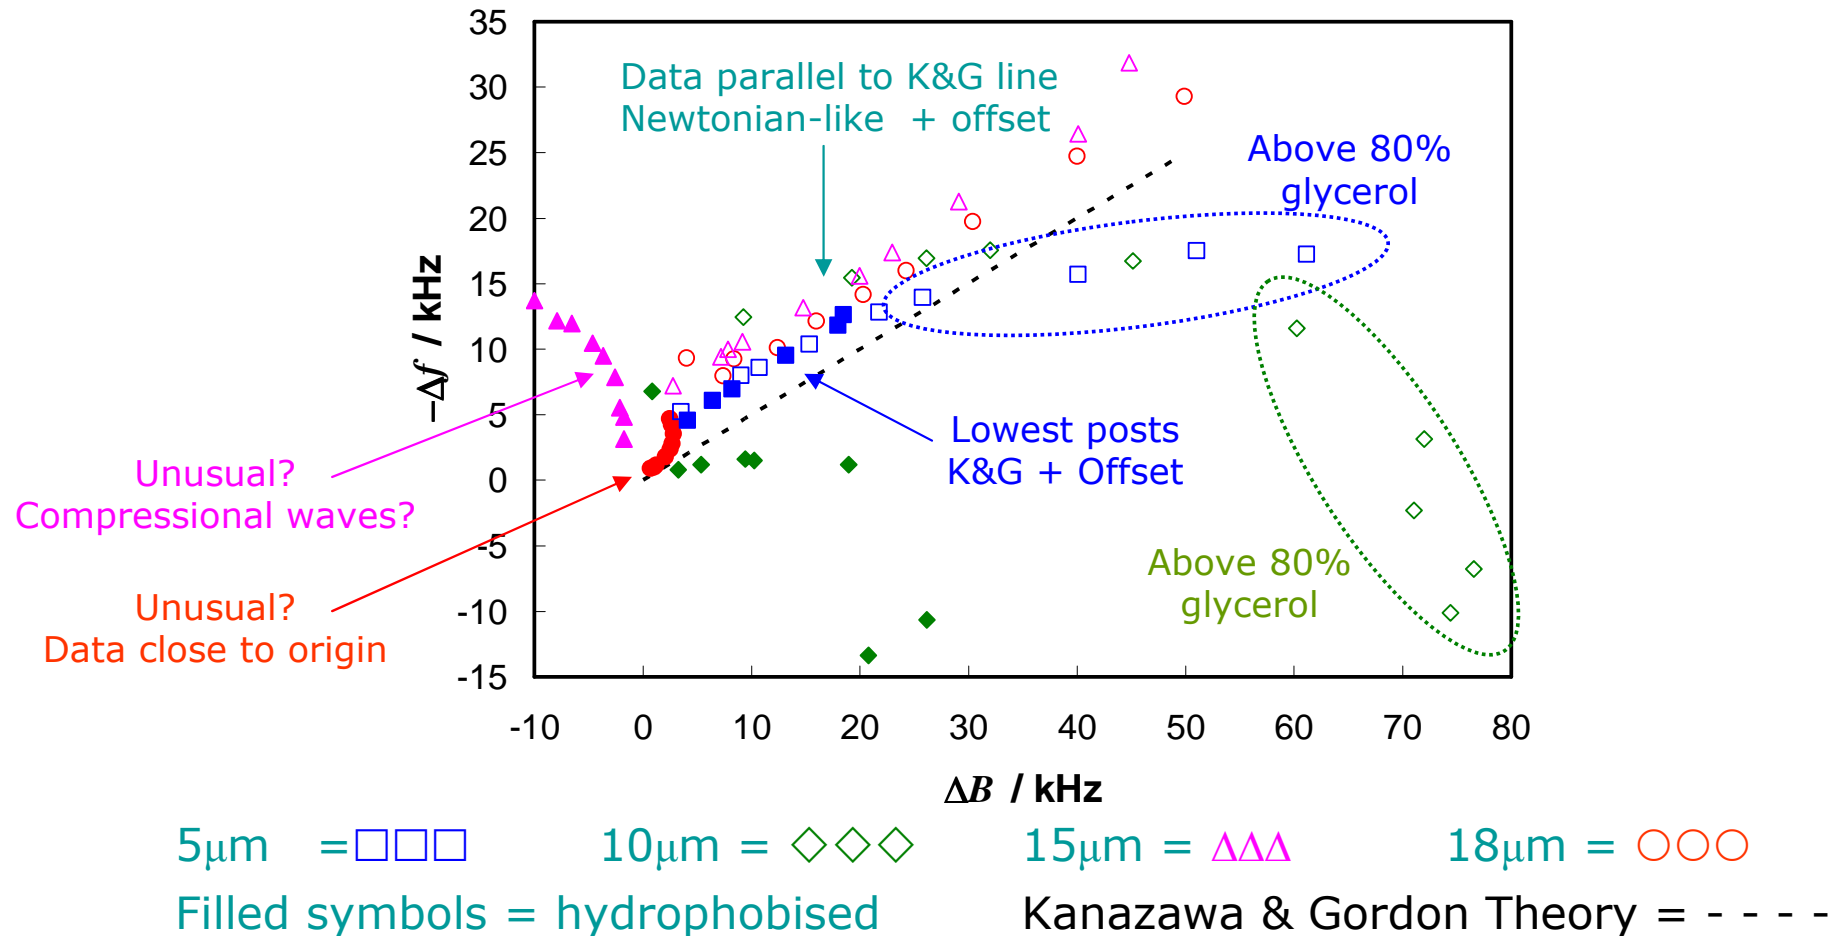 35
30
25
20
15
10
5
0
-5
-10
-15
−Δf / kHz
-10 0 10 20 30 40 50 60 70 80
ΔB / kHz
Data parallel to K&G line
Newtonian-like + offset
Above 80%
glycerol
Lowest posts
K&G + Offset
Above 80%
glycerol
Unusual?
Compressional waves?
Unusual?
Data close to origin
5μm =□□□ 10μm = ◇◇◇ 15μm = ΔΔΔ 18μm = ○○○
Filled symbols = hydrophobised Kanazawa & Gordon Theory = - - - -